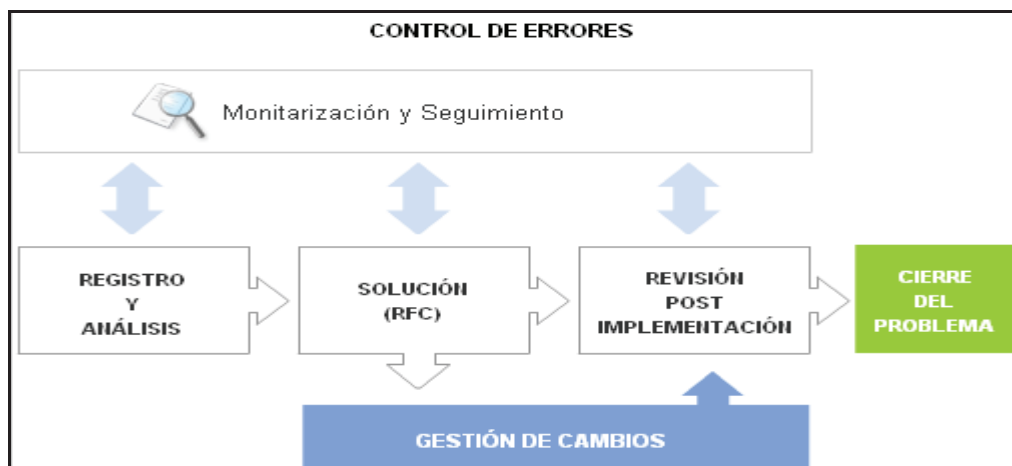 CONTROL DE ERRORES
Monitarización y Seguimiento
REGISTRO
Y
ANÁLISIS
SOLUCIÓN
(RFC)
REVISIÓN
POST
IMPLEMENTACIÓN
CIERRE
DEL
PROBLEMA
GESTIÓN DE CAMBIOS